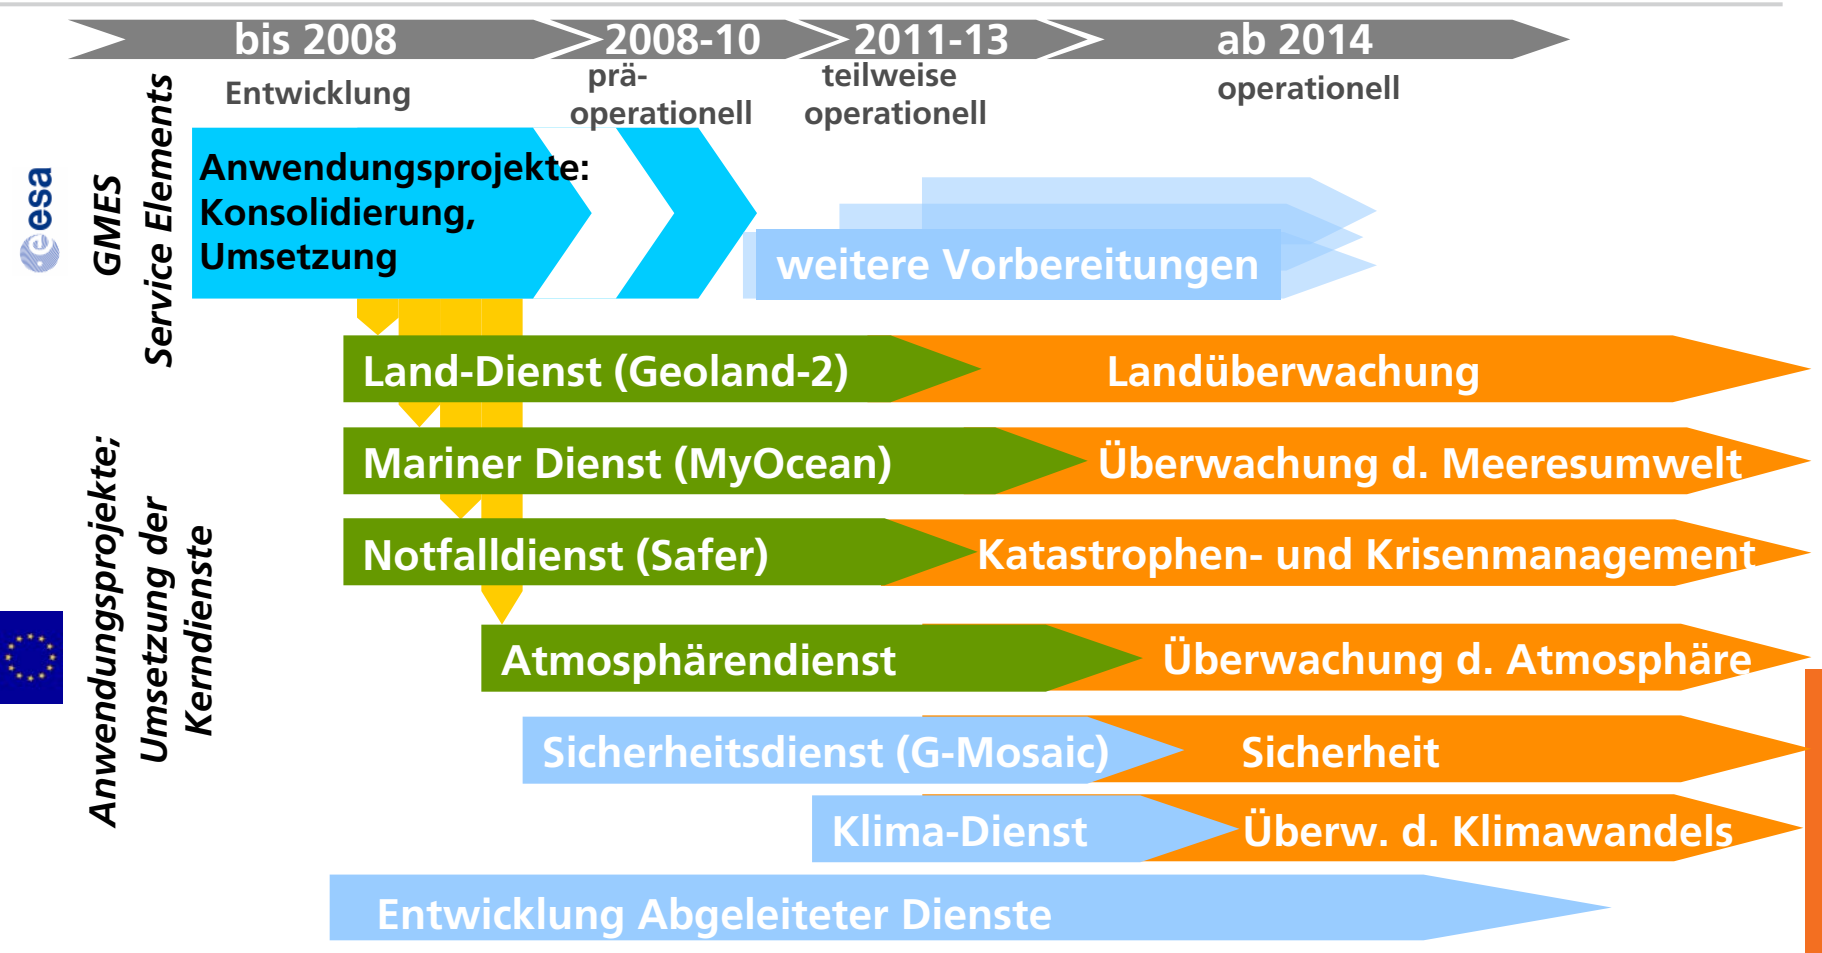 bis 2008
2008-10
2011-13
ab 2014
Entwicklung
prä-
operationell
teilweise
operationell
operationell
esa
GMES
Service Elements
Anwendungsprojekte:
Konsolidierung,
Umsetzung
weitere Vorbereitungen
Land-Dienst (Geoland-2)
Landüberwachung
Anwendungsprojekte;
Umsetzung der
Kerndienste
Mariner Dienst (MyOcean)
Überwachung d. Meeresumwelt
Notfalldienst (Safer)
Katastrophen- und Krisenmanagement
Atmosphärendienst
Überwachung d. Atmosphäre
Sicherheitsdienst (G-Mosaic)
Sicherheit
Klima-Dienst
Überw. d. Klimawandels
Entwicklung Abgeleiteter Dienste